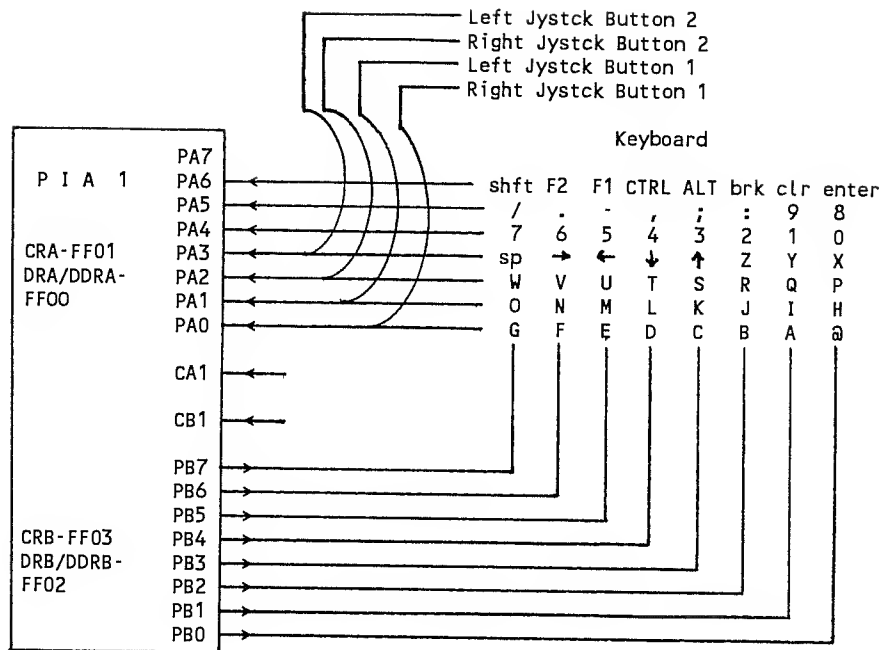 Left Jystck Button 2
Right Jystck Button 2
Left Jystck Button 1
Right Jystck Button 1
Keyboard
P I A 1
PA7
PA6
shft F2 F1 CTRL ALT brk clr enter
PA5
/ . - , ; : 9 8
PA4
7 6 5 4 3 2 1 0
CRA-FF01
PA3
sp → ← ↓ ↑ Z Y X
DRA/DDRA-
FF00
PA2
W V U T S R Q P
PA1
O N M L K J I H
PA0
G F E D C B A @
CA1
CB1
PB7
PB6
PB5
CRB-FF03
PB4
DRB/DDRB-
FF02
PB3
PB2
PB1
PB0